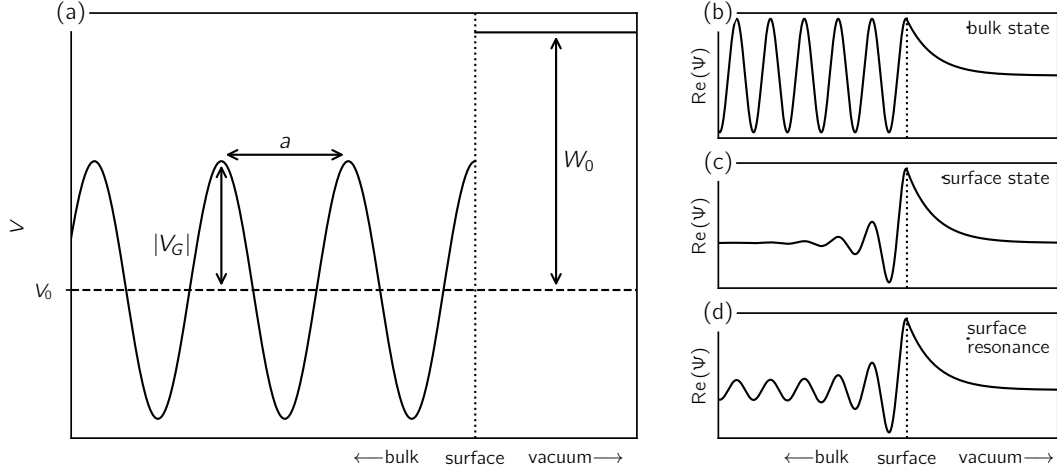 (a)
a
W_0
|V_G|
V
V_0
←bulk surface vacuum→
(b)
bulk state
Re(Ψ)
(c)
surface state
Re(Ψ)
(d)
surface
resonance
Re(Ψ)
←bulk surface vacuum→